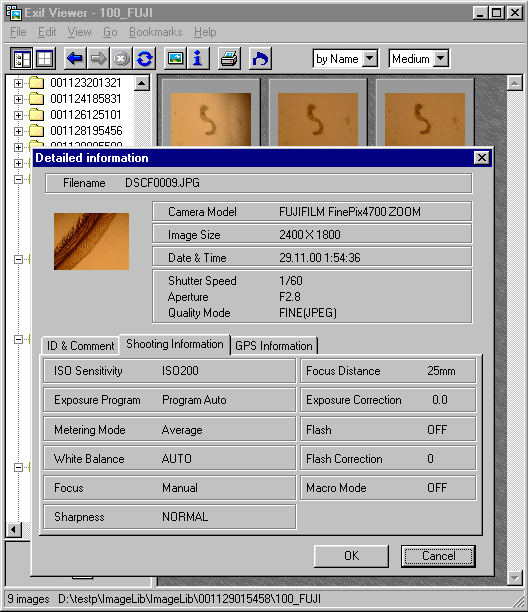 Exif Viewer - 100_FUJI
File Edit View Go Bookmarks Help
by Name Medium
001123201321
001124185831
001126125101
001128195456
Detailed information
Filename DSCF0009.JPG
Camera Model FUJIFILM FinePix4700 ZOOM
Image Size 2400 X 1800
Date & Time 29.11.00 1:54:36
Shutter Speed 1/60
Aperture F2.8
Quality Mode FINE(JPEG)
ID & Comment Shooting Information GPS Information
ISO Sensitivity ISO200 Focus Distance 25mm
Exposure Program Program Auto Exposure Correction 0.0
Metering Mode Average Flash OFF
White Balance AUTO Flash Correction 0
Focus Manual Macro Mode OFF
Sharpness NORMAL
OK Cancel
9 images D:\testp\ImageLib\ImageLib\001129015458\100_FUJI